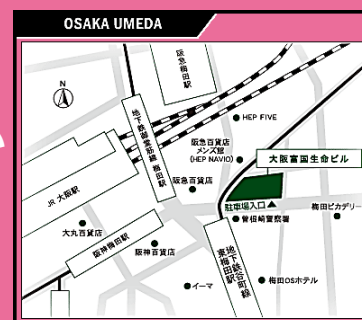 OSAKA UMEDA
阪急梅田駅
N
地下鉄御堂筋線 梅田駅
HEP FIVE
阪急百貨店
メンズ館
(HEP NAVIO)
大阪富国生命ビル
JR 大阪駅
阪急百貨店
駐車場入口
梅田ピカデリー
大丸百貨店
曽根崎警察署
阪神梅田駅
阪神百貨店
地下鉄谷町線
東梅田駅
イーマ
梅田OSホテル